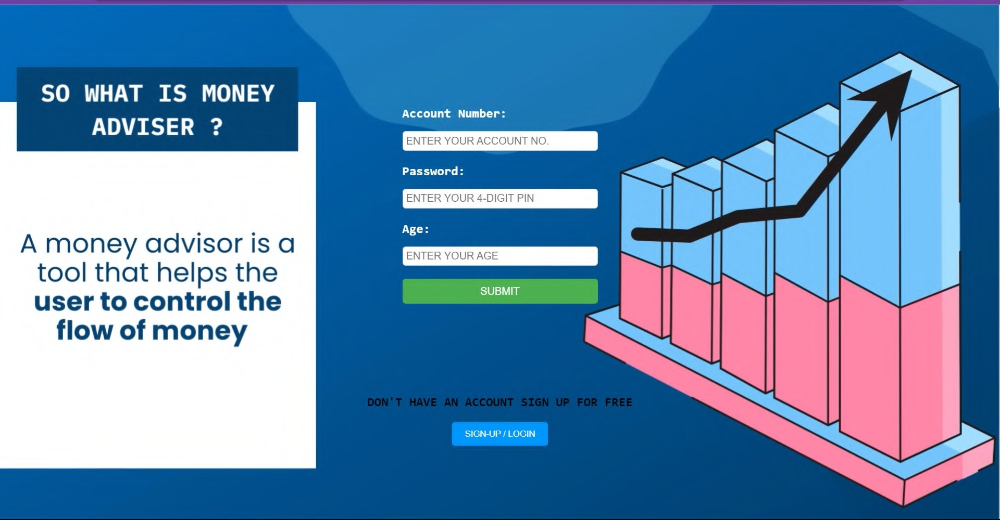 SO WHAT IS MONEY
ADVISER ?
A money advisor is a
tool that helps the
user to control the
flow of money
Account Number:
ENTER YOUR ACCOUNT NO.
Password:
ENTER YOUR 4-DIGIT PIN
Age:
ENTER YOUR AGE
SUBMIT
DON'T HAVE AN ACCOUNT SIGN UP FOR FREE
SIGN-UP / LOGIN